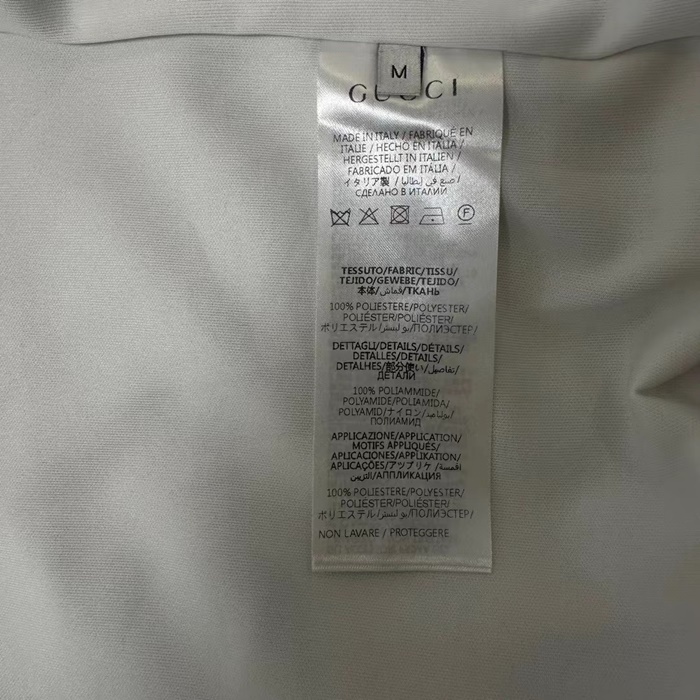 M
GUCCI
MADE IN ITALY / FABRIQUÉ EN
ITALIE / HECHO EN ITALIA /
HERGESTELLT IN ITALIEN /
FABRICADO EM ITÁLIA /
イタリア製 / صنع في إيطاليا /
СДЕЛАНО В ИТАЛИИ
F
TESSUTO/FABRIC/TISSU/
TEJIDO/GEWEBE/TEJIDO/
本体/قماش/ТКАНЬ
100% POLIESTERE/POLYESTER/
POLIÉSTER/POLIÉSTER/
ポリエステル/بوليستر/ПОЛИЭСТЕР/
DETTAGLI/DETAILS/DÉTAILS/
DETALLES/DETAILS/
DETALHES/部分使い/تفاصيل/
ДЕТАЛИ
100% POLIAMMIDE/
POLYAMIDE/POLIAMIDA/
POLYAMID/ナイロン/بولياميد/
ПОЛИАМИД
APPLICAZIONE/APPLICATION/
MOTIFS APPLIQUÉS/
APLICACIONES/APPLIKATION/
APLICAÇÕES/アップリケ/أقمشة/
التزيين/АППЛИКАЦИЯ
100% POLIESTERE/POLYESTER/
POLIÉSTER/POLIÉSTER/
ポリエステル/بوليستر/ПОЛИЭСТЕР/
NON LAVARE / PROTEGGERE